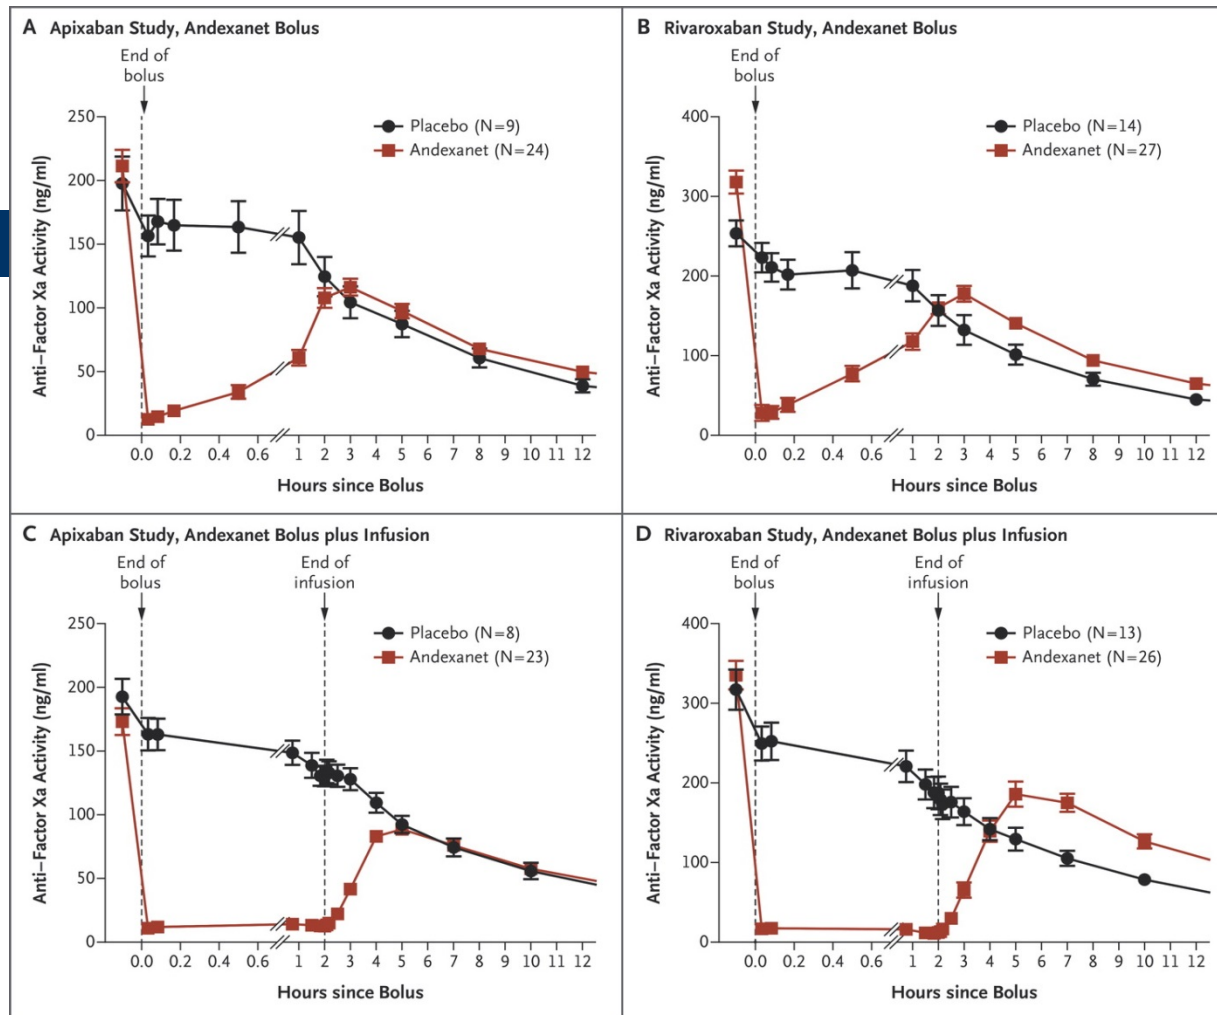 A Apixaban Study, Andexanet Bolus
End of
bolus
Placebo (N=9)
Andexanet (N=24)
Anti–Factor Xa Activity (ng/ml)
250
200
150
100
50
0
0.0 0.2 0.4 0.6 1 2 3 4 5 6 7 8 9 10 11 12
Hours since Bolus
B Rivaroxaban Study, Andexanet Bolus
End of
bolus
Placebo (N=14)
Andexanet (N=27)
Anti–Factor Xa Activity (ng/ml)
400
300
200
100
0
0.0 0.2 0.4 0.6 1 2 3 4 5 6 7 8 9 10 11 12
Hours since Bolus
C Apixaban Study, Andexanet Bolus plus Infusion
End of
bolus
End of
infusion
Placebo (N=8)
Andexanet (N=23)
Anti–Factor Xa Activity (ng/ml)
250
200
150
100
50
0
0.0 0.2 0.4 0.6 1 2 3 4 5 6 7 8 9 10 11 12
Hours since Bolus
D Rivaroxaban Study, Andexanet Bolus plus Infusion
End of
bolus
End of
infusion
Placebo (N=13)
Andexanet (N=26)
Anti–Factor Xa Activity (ng/ml)
400
300
200
100
0
0.0 0.2 0.4 0.6 1 2 3 4 5 6 7 8 9 10 11 12
Hours since Bolus